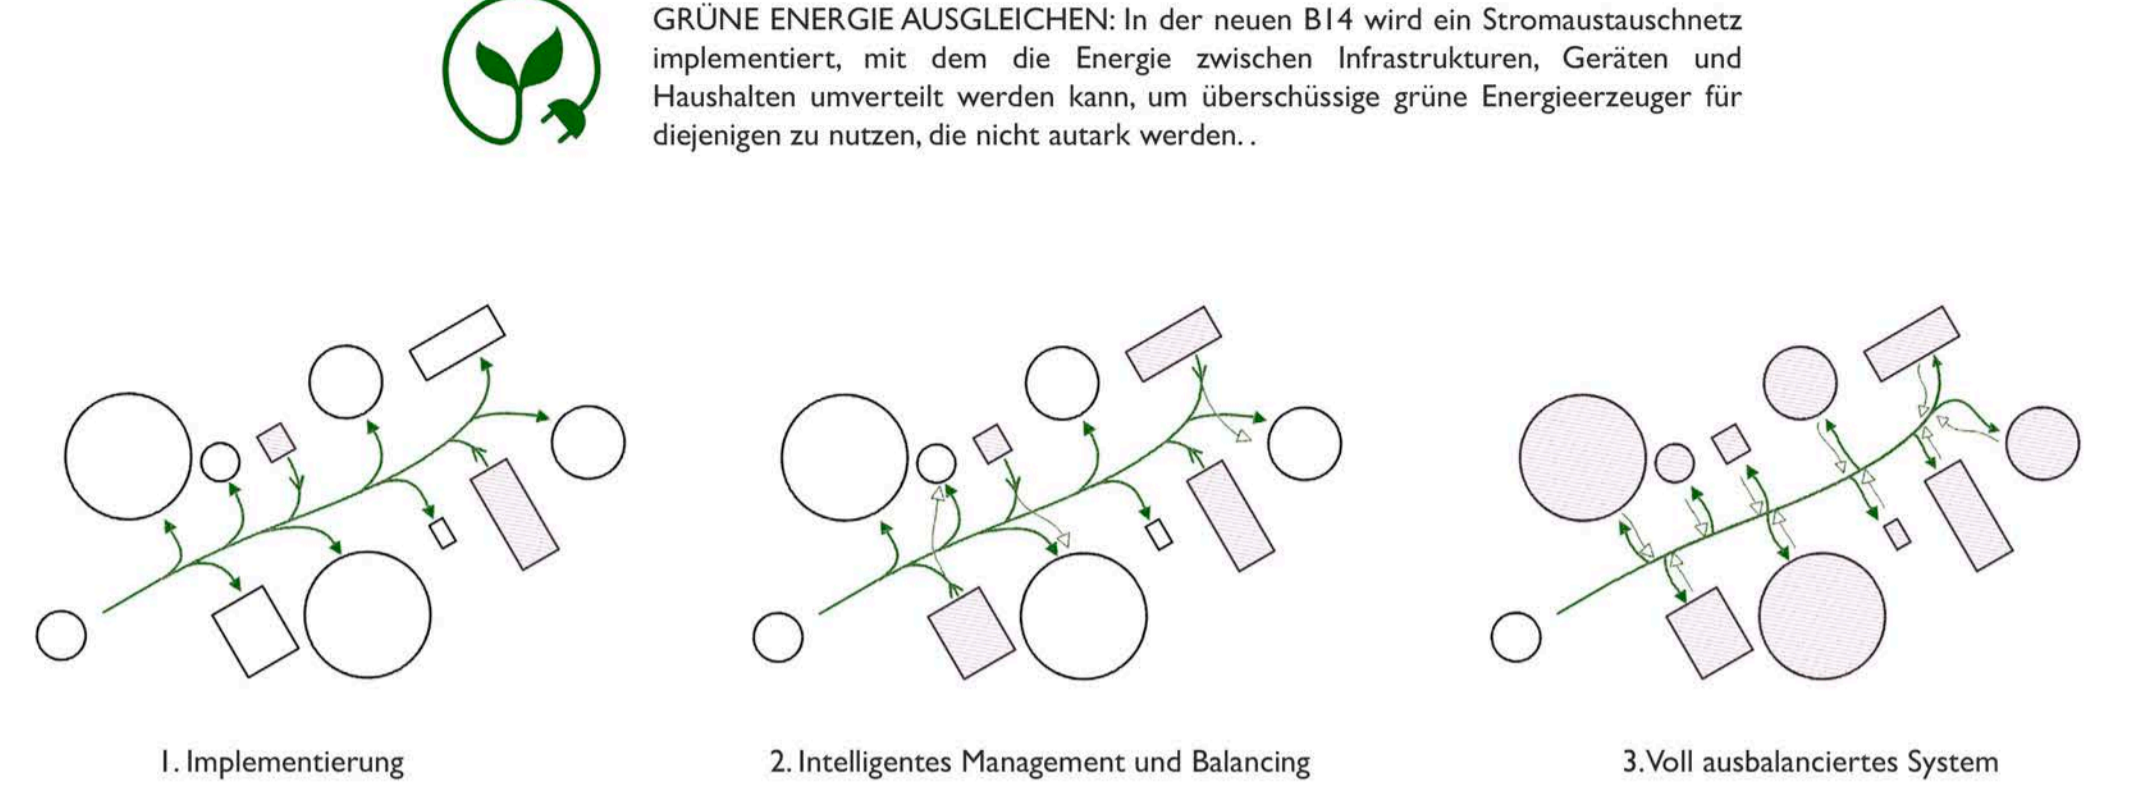 GRÜNE ENERGIE AUSGLEICHEN: In der neuen B14 wird ein Stromaustauschnetz
implementiert, mit dem die Energie zwischen Infrastrukturen, Geräten und
Haushalten umverteilt werden kann, um überschüssige grüne Energieerzeuger für
diejenigen zu nutzen, die nicht autark werden. .
1. Implementierung
2. Intelligentes Management und Balancing
3. Voll ausbalanciertes System